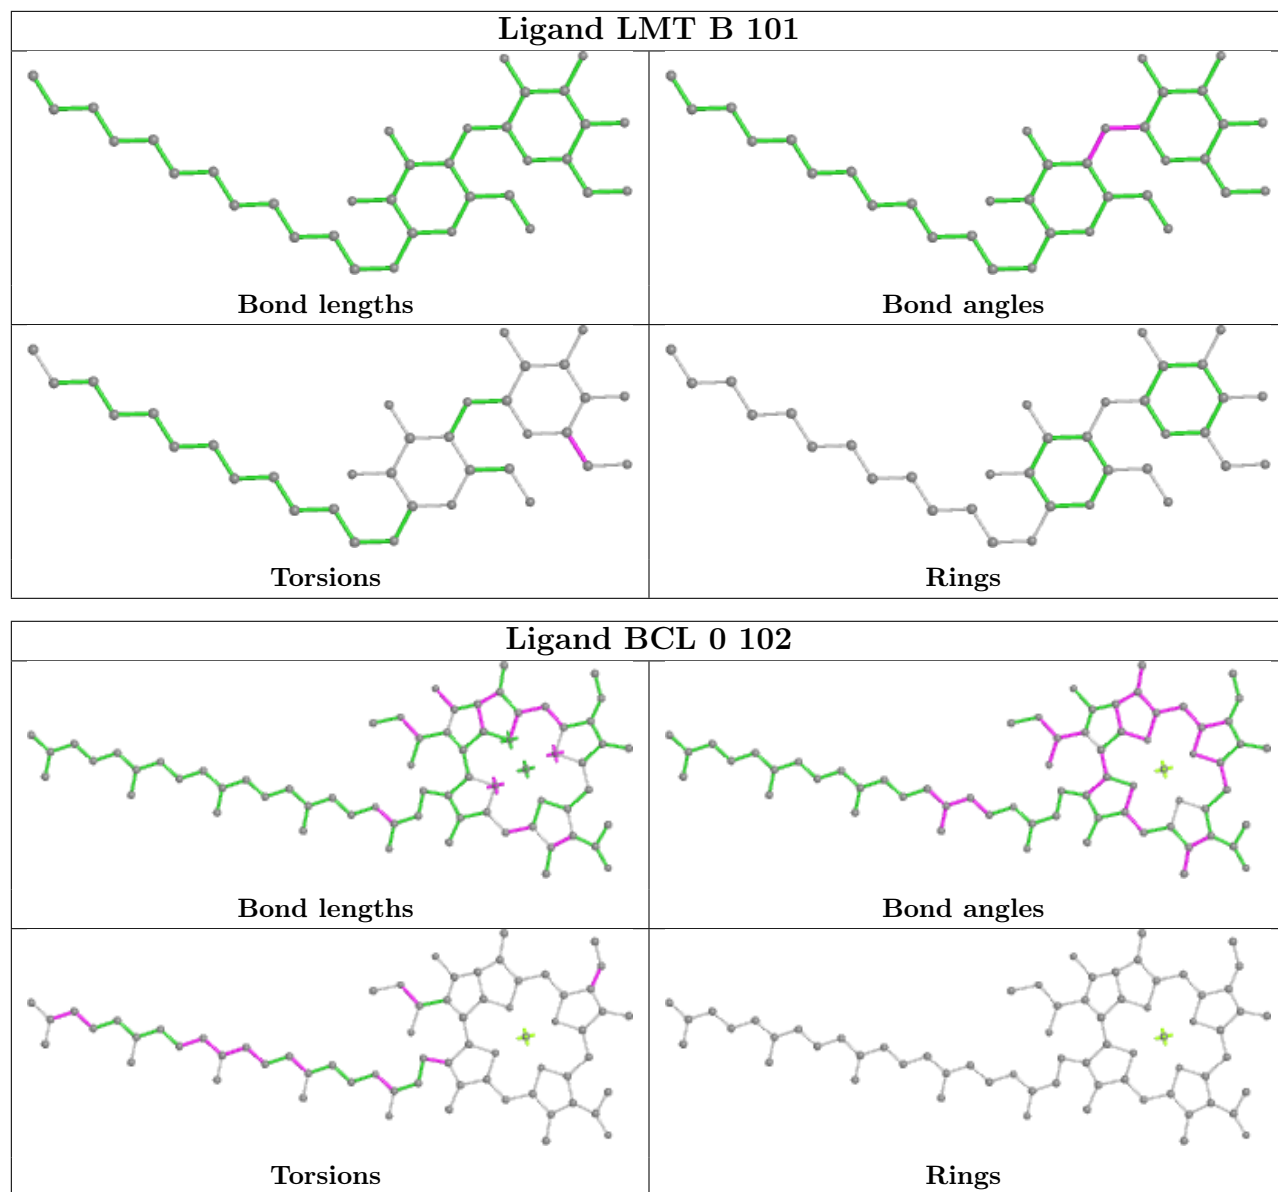 Ligand LMT B 101
Bond lengths
Bond angles
Torsions
Rings
Ligand BCL 0 102
Bond lengths
Bond angles
Torsions
Rings